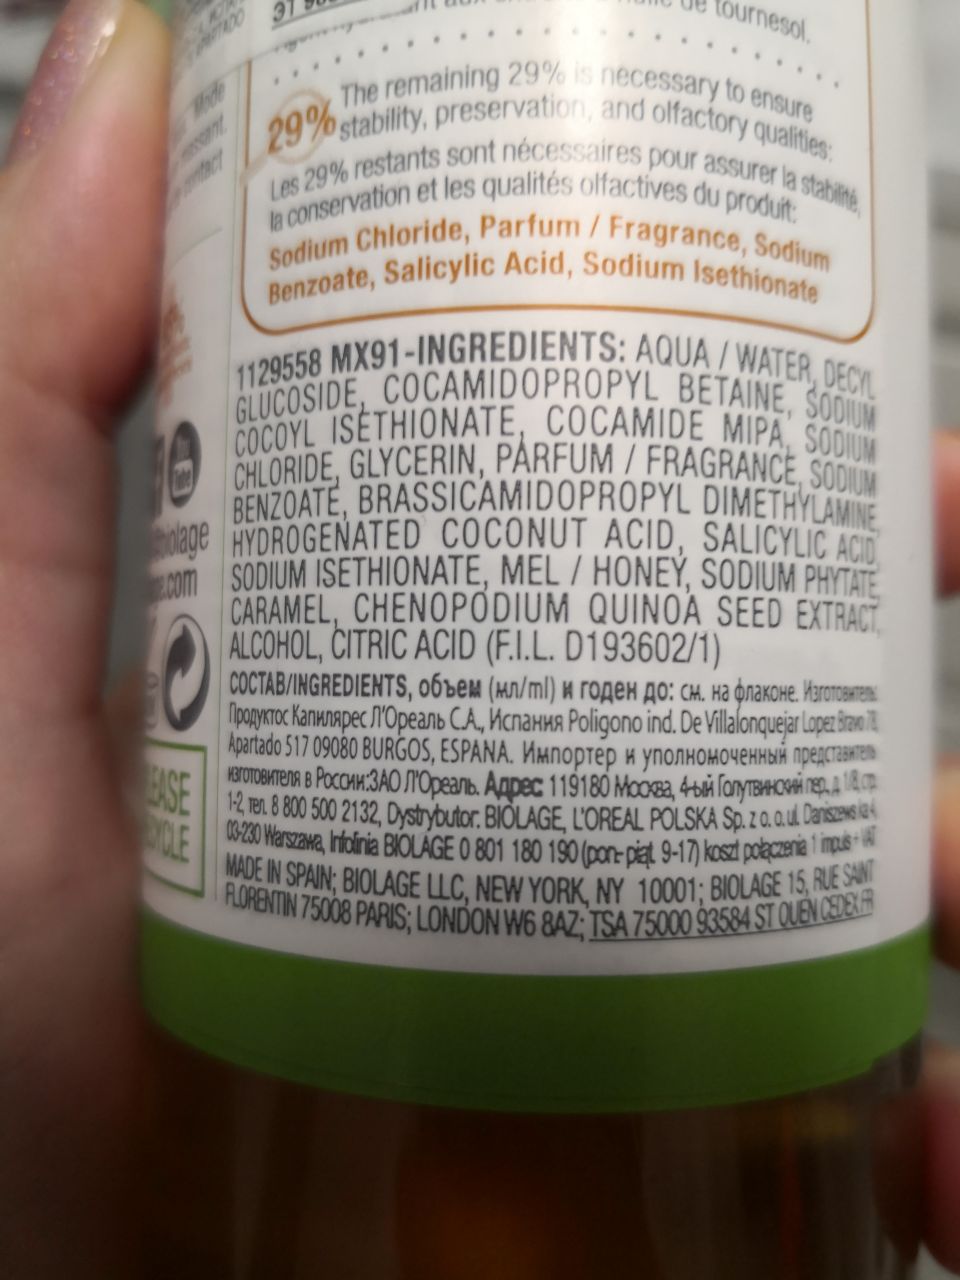 tournesol.
29% The remaining 29% is necessary to ensure
stability, preservation, and olfactory qualities:
Les 29% restants sont nécessaires pour assurer la stabilité,
la conservation et les qualités olfactives du produit:
Sodium Chloride, Parfum / Fragrance, Sodium
Benzoate, Salicylic Acid, Sodium Isethionate
1129558 MX91-INGREDIENTS: AQUA / WATER, DECYL
GLUCOSIDE, COCAMIDOPROPYL BETAINE, SODIUM
COCOYL ISETHIONATE, COCAMIDE MIPA, SODIUM
CHLORIDE, GLYCERIN, PARFUM / FRAGRANCE, SODIUM
BENZOATE, BRASSICAMIDOPROPYL DIMETHYLAMINE,
HYDROGENATED COCONUT ACID, SALICYLIC ACID,
SODIUM ISETHIONATE, MEL / HONEY, SODIUM PHYTATE,
CARAMEL, CHENOPODIUM QUINOA SEED EXTRACT,
ALCOHOL, CITRIC ACID (F.I.L. D193602/1)
СОСТАВ/INGREDIENTS, объем (мл/ml) и годен до: см. на флаконе. Изготовитель
Продуктос Капилярес Л'Ореаль С.А., Испания Poligono ind. De Villalonquejar Lopez Bravo 78,
Apartado 517 09080 BURGOS, ESPANA. Импортер и уполномоченный представитель
изготовителя в России:ЗАО Л'Ореаль. Адрес 119180 Москва, 4-ый Голутвинский пер., д 1/8, стр.
1-2, тел. 8 800 500 2132, Dystrybutor: BIOLAGE, L'OREAL POLSKA Sp. z o. o. ul. Daniszewska 4,
03-230 Warszawa, Infolinia BIOLAGE 0 801 180 190 (pon-piąt. 9-17) koszt połączenia 1 impuls + VAT
MADE IN SPAIN; BIOLAGE LLC, NEW YORK, NY 10001; BIOLAGE 15, RUE SAINT
FLORENTIN 75008 PARIS; LONDON W6 8AZ; TSA 75000 93584 ST OUEN CEDEX FR
Mode
contact
You
Tube
biolage
.com